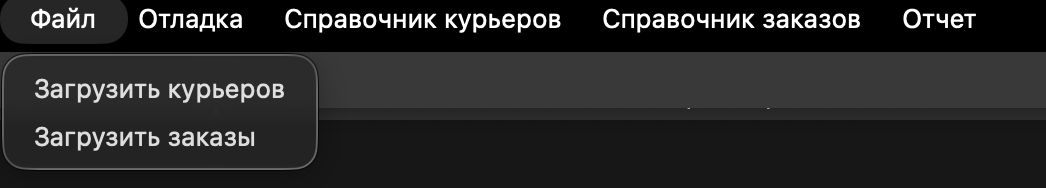 Файл Отладка Справочник курьеров Справочник заказов Отчет
Загрузить курьеров
Загрузить заказы